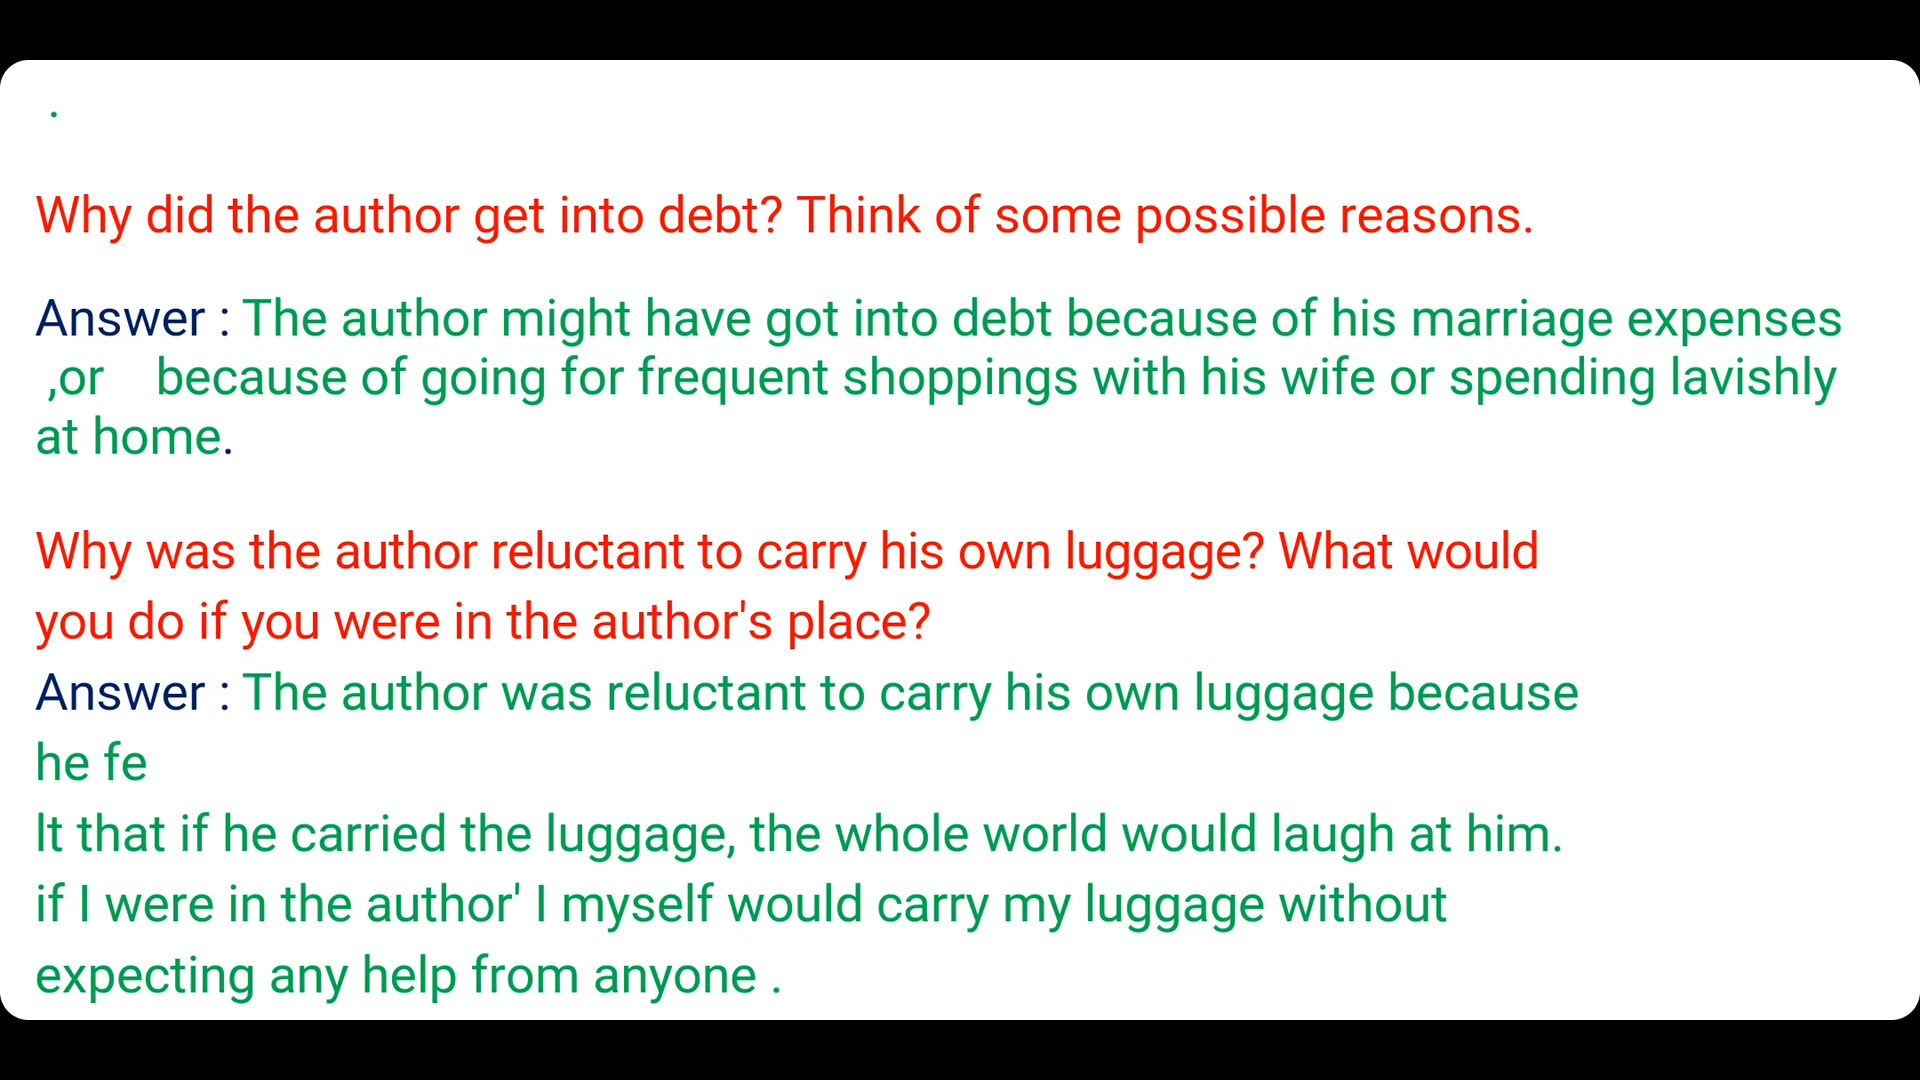 .
Why did the author get into debt? Think of some possible reasons.
Answer : The author might have got into debt because of his marriage expenses
,or because of going for frequent shoppings with his wife or spending lavishly
at home.
Why was the author reluctant to carry his own luggage? What would
you do if you were in the author's place?
Answer : The author was reluctant to carry his own luggage because
he fe
lt that if he carried the luggage, the whole world would laugh at him.
if I were in the author' I myself would carry my luggage without
expecting any help from anyone .